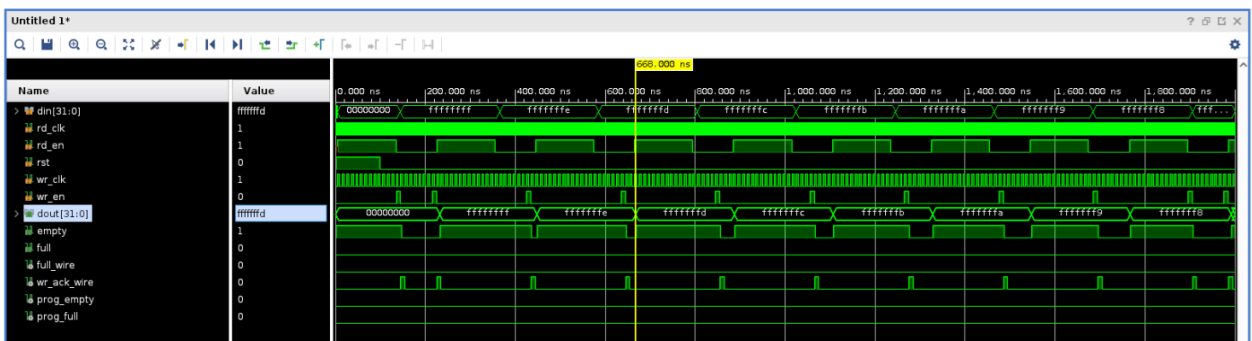 Untitled 1*
668.000 ns
Name Value 0.000 ns 200.000 ns 400.000 ns 600.000 ns 800.000 ns 1,000.000 ns 1,200.000 ns 1,400.000 ns 1,600.000 ns 1,800.000 ns
din[31:0] fffffffd 00000000 ffffffff fffffffe fffffffd fffffffc fffffffb fffffffa fffffff9 fffffff8 fff...
rd_clk 1
rd_en 1
rst 0
wr_clk 1
wr_en 0
dout[31:0] fffffffd 00000000 ffffffff fffffffe fffffffd fffffffc fffffffb fffffffa fffffff9 fffffff8
empty 1
full 0
full_wire 0
wr_ack_wire 0
prog_empty 0
prog_full 0